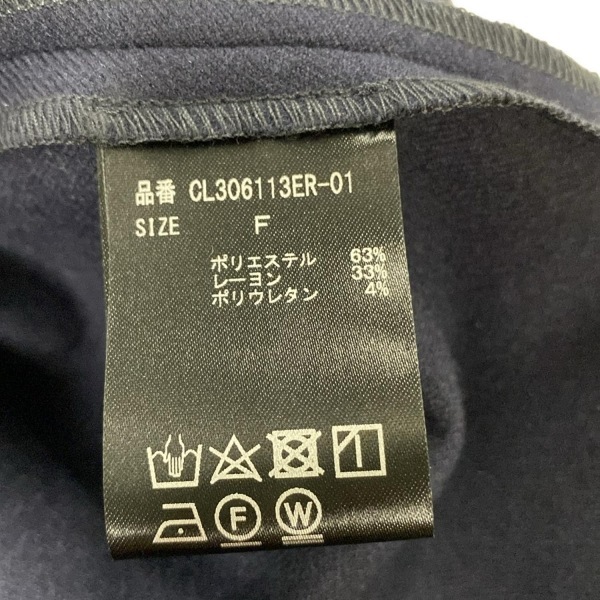 品番 CL306113ER-01
SIZE F
ポリエステル 63%
レーヨン 33%
ポリウレタン 4%
F W